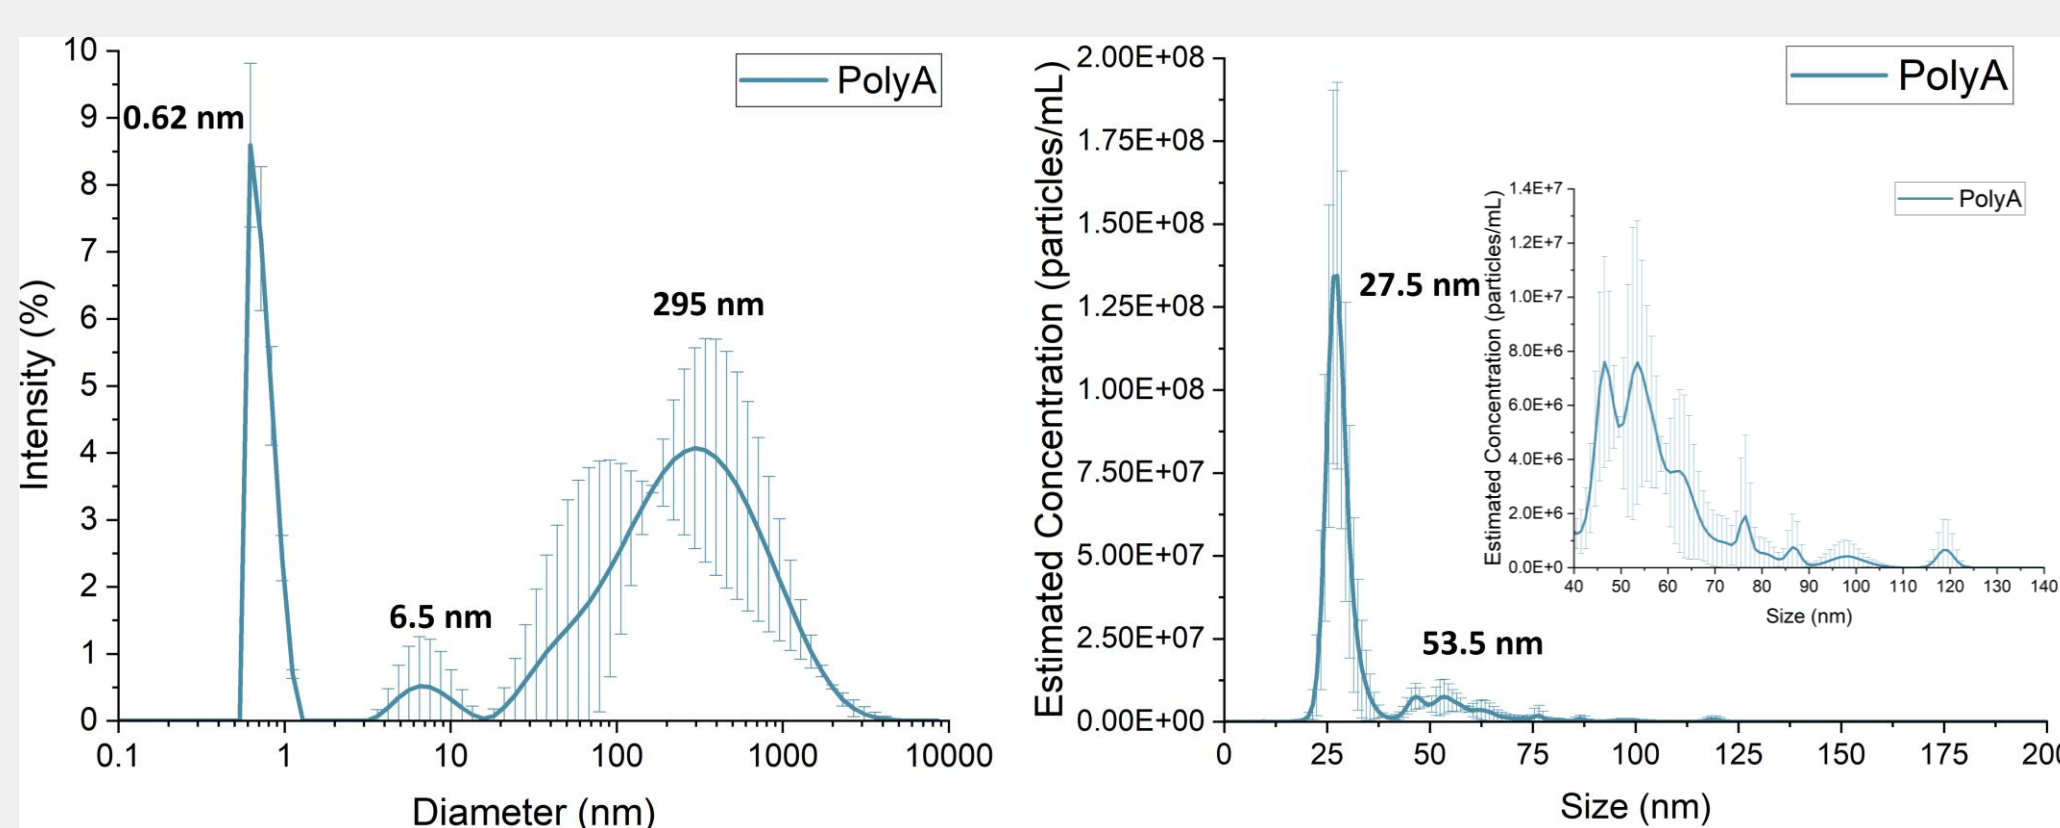 10
9
8
7
6
5
4
3
2
1
0
Intensity (%)
0.62 nm
6.5 nm
295 nm
PolyA
0.1
1
10
100
1000
10000
Diameter (nm)
2.00E+08
1.75E+08
1.50E+08
1.25E+08
1.00E+08
7.50E+07
5.00E+07
2.50E+07
0.00E+00
Estimated Concentration (particles/mL)
PolyA
27.5 nm
53.5 nm
0
25
50
75
100
125
150
175
Size (nm)
1.4E+7
1.2E+7
1.0E+7
8.0E+6
6.0E+6
4.0E+6
2.0E+6
0.0E+0
Estimated Concentration (particles/mL)
PolyA
40
50
60
70
80
90
100
110
120
130
140
Size (nm)